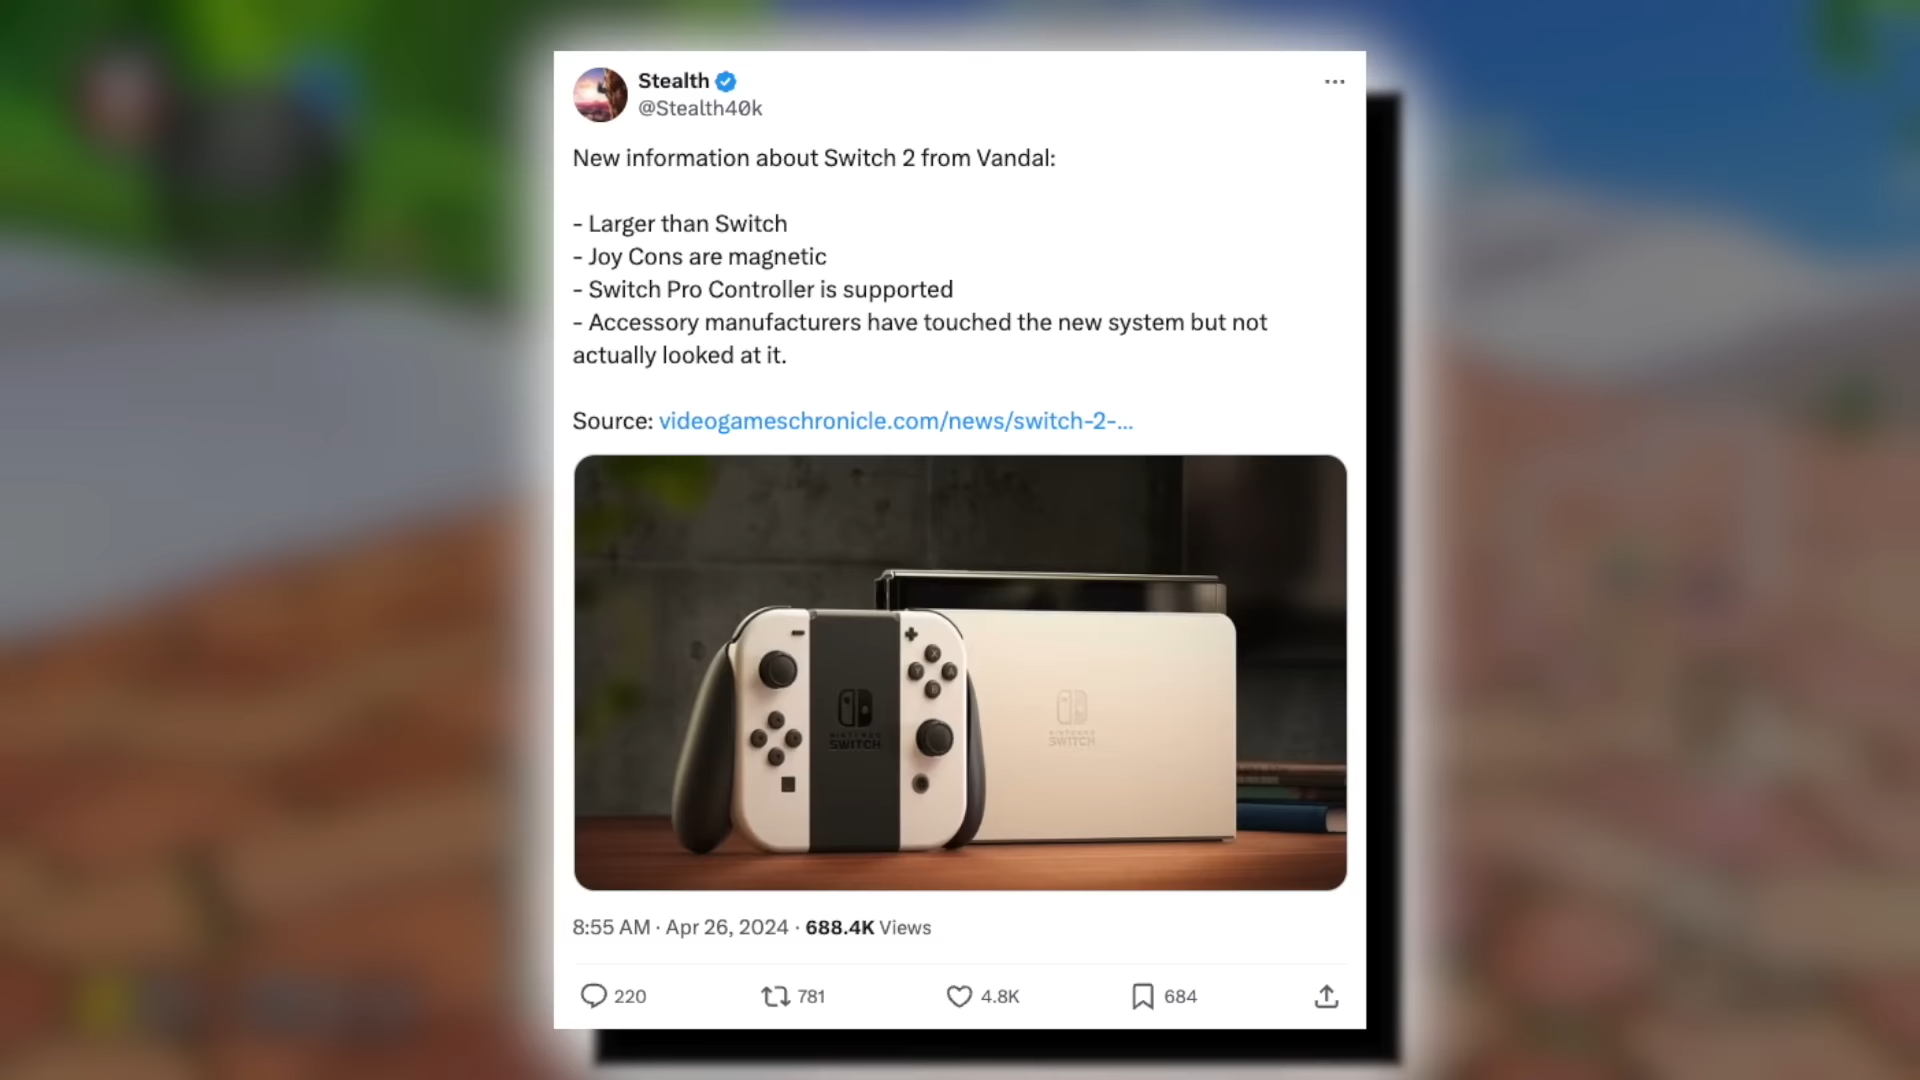 Stealth
@Stealth40k
New information about Switch 2 from Vandal:
- Larger than Switch
- Joy Cons are magnetic
- Switch Pro Controller is supported
- Accessory manufacturers have touched the new system but not
actually looked at it.
Source: videogameschronicle.com/news/switch-2-...
NINTENDO
SWITCH
NINTENDO
SWITCH
8:55 AM · Apr 26, 2024 · 688.4K Views
220 781 4.8K 684